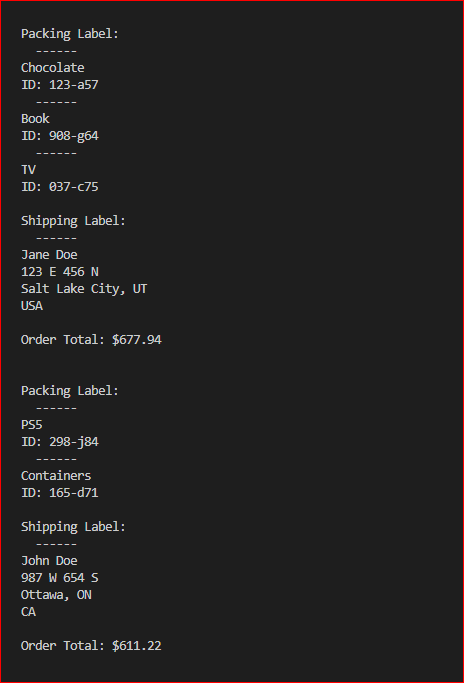 Packing Label:
------
Chocolate
ID: 123-a57
------
Book
ID: 908-g64
------
TV
ID: 037-c75
Shipping Label:
------
Jane Doe
123 E 456 N
Salt Lake City, UT
USA
Order Total: $677.94
Packing Label:
------
PS5
ID: 298-j84
------
Containers
ID: 165-d71
Shipping Label:
------
John Doe
987 W 654 S
Ottawa, ON
CA
Order Total: $611.22